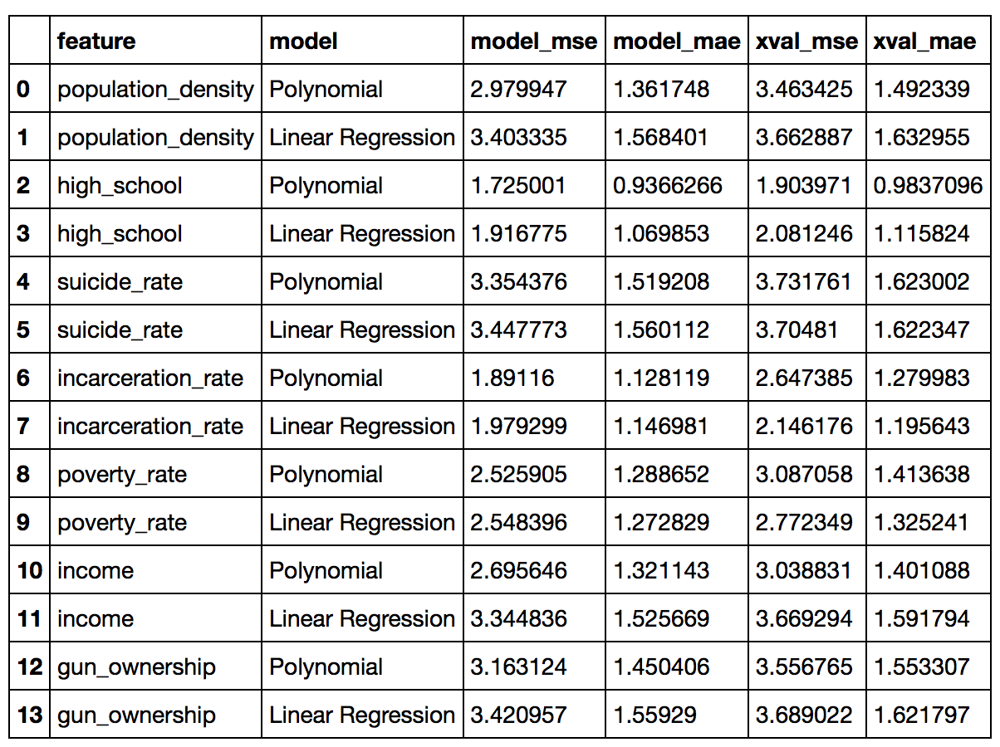 feature model model_mse model_mae xval_mse xval_mae
0 population_density Polynomial 2.979947 1.361748 3.463425 1.492339
1 population_density Linear Regression 3.403335 1.568401 3.662887 1.632955
2 high_school Polynomial 1.725001 0.9366266 1.903971 0.9837096
3 high_school Linear Regression 1.916775 1.069853 2.081246 1.115824
4 suicide_rate Polynomial 3.354376 1.519208 3.731761 1.623002
5 suicide_rate Linear Regression 3.447773 1.560112 3.70481 1.622347
6 incarceration_rate Polynomial 1.89116 1.128119 2.647385 1.279983
7 incarceration_rate Linear Regression 1.979299 1.146981 2.146176 1.195643
8 poverty_rate Polynomial 2.525905 1.288652 3.087058 1.413638
9 poverty_rate Linear Regression 2.548396 1.272829 2.772349 1.325241
10 income Polynomial 2.695646 1.321143 3.038831 1.401088
11 income Linear Regression 3.344836 1.525669 3.669294 1.591794
12 gun_ownership Polynomial 3.163124 1.450406 3.556765 1.553307
13 gun_ownership Linear Regression 3.420957 1.55929 3.689022 1.621797